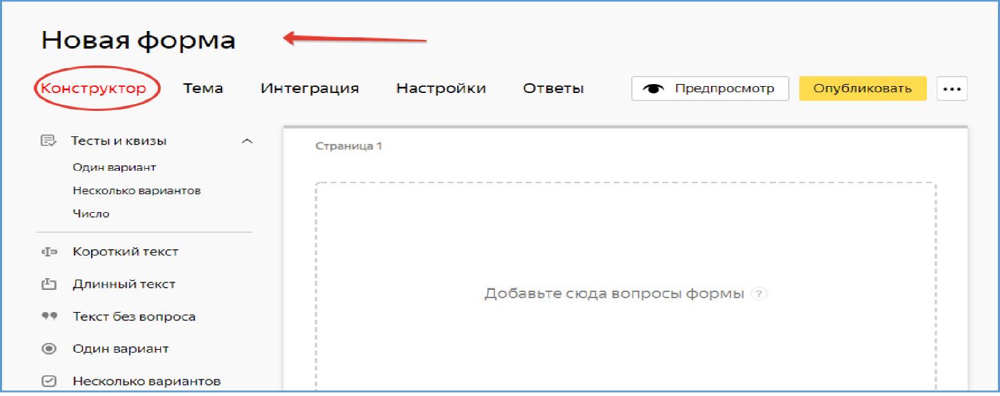 Новая форма
Конструктор Тема Интеграция Настройки Ответы Предпросмотр Опубликовать •••
Тесты и квизы
Один вариант
Несколько вариантов
Число
Короткий текст
Длинный текст
Текст без вопроса
Один вариант
Несколько вариантов
Страница 1
Добавьте сюда вопросы формы ?